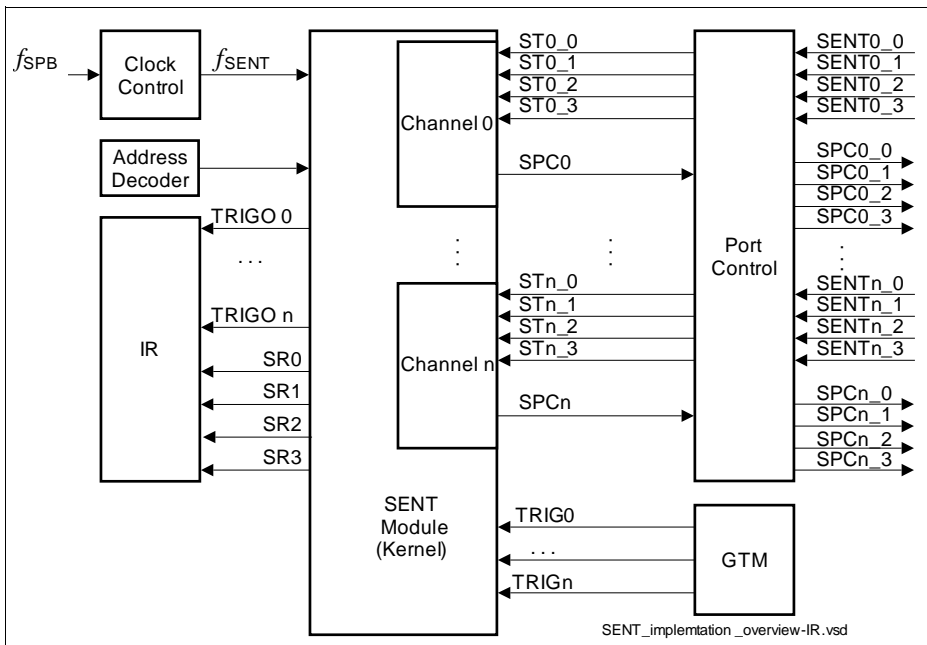 fSPB
Clock
Control
fSENT
Address
Decoder
TRIGO 0
. . .
TRIGO n
SR0
SR1
SR2
SR3
IR
SENT
Module
(Kernel)
Channel 0
. . .
Channel n
ST0_0
ST0_1
ST0_2
ST0_3
SPC0
. . .
STn_0
STn_1
STn_2
STn_3
SPCn
Port
Control
SENT0_0
SENT0_1
SENT0_2
SENT0_3
SPC0_0
SPC0_1
SPC0_2
SPC0_3
. . .
SENTn_0
SENTn_1
SENTn_2
SENTn_3
SPCn_0
SPCn_1
SPCn_2
SPCn_3
TRIG0
. . .
TRIGn
GTM
SENT_implemtation _overview-IR.vsd